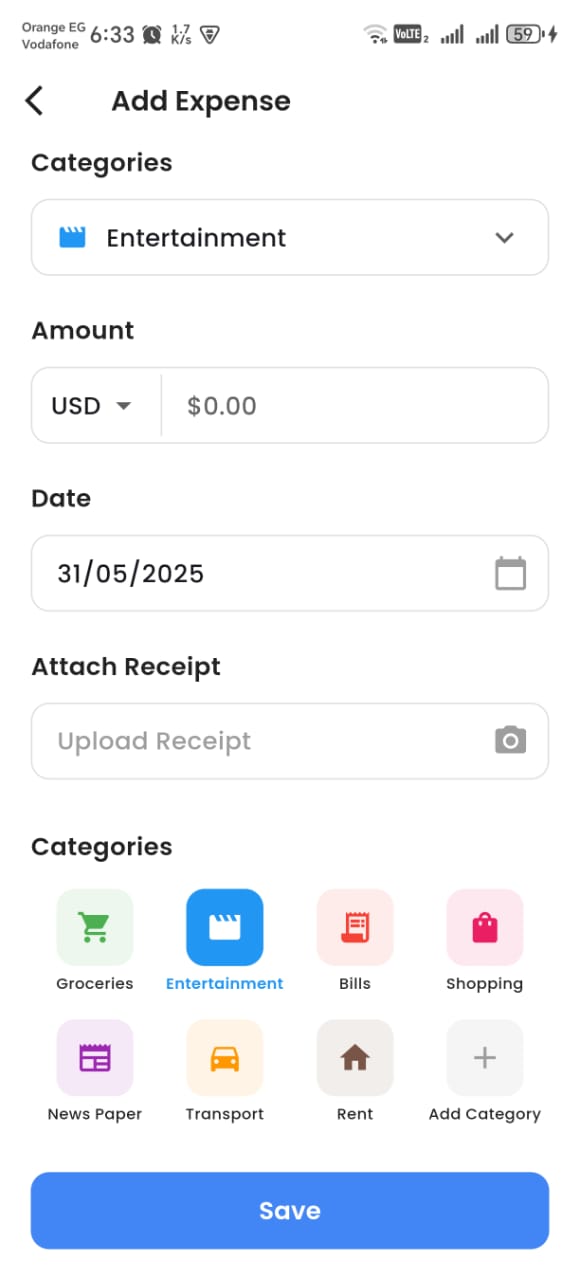 Orange EG
Vodafone
6:33
1.7
K/s
VoLTE 2
59
Add Expense
Categories
Entertainment
Amount
USD
$0.00
Date
31/05/2025
Attach Receipt
Upload Receipt
Categories
Groceries
Entertainment
Bills
Shopping
News Paper
Transport
Rent
Add Category
Save